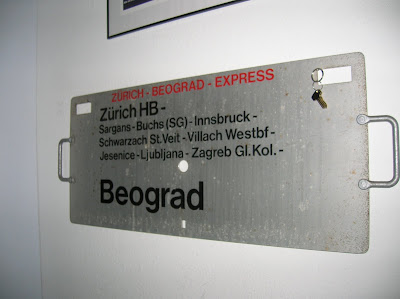 ZÜRICH - BEOGRAD - EXPRESS
Zürich HB -
Sargans - Buchs (SG) - Innsbruck -
Schwarzach St.Veit - Villach Westbf -
Jesenice - Ljubljana - Zagreb Gl.Kol. -
Beograd